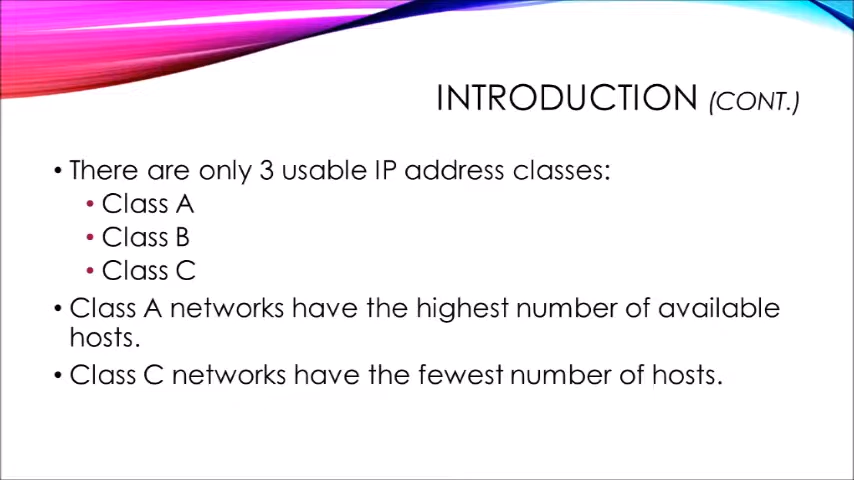 INTRODUCTION (CONT.)
• There are only 3 usable IP address classes:
• Class A
• Class B
• Class C
• Class A networks have the highest number of available
hosts.
• Class C networks have the fewest number of hosts.